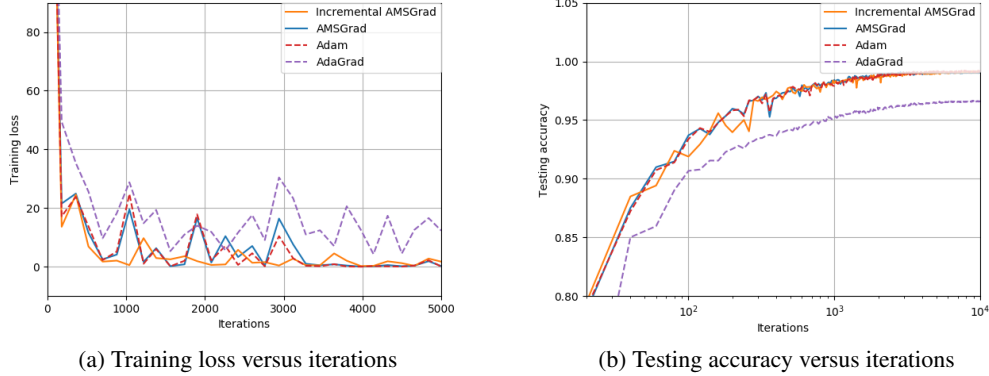 Incremental AMSGrad
AMSGrad
Adam
AdaGrad
Training loss
80
60
40
20
0
0 1000 2000 3000 4000 5000
Iterations
(a) Training loss versus iterations
Incremental AMSGrad
AMSGrad
Adam
AdaGrad
Testing accuracy
1.05
1.00
0.95
0.90
0.85
0.80
10² 10³ 10⁴
Iterations
(b) Testing accuracy versus iterations